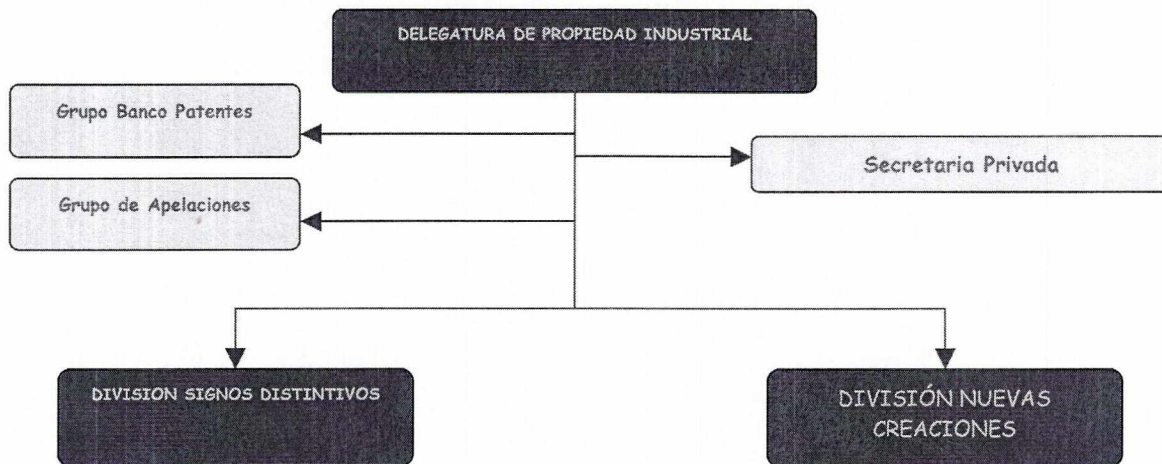 DELEGATURA DE PROPIEDAD INDUSTRIAL
Grupo Banco Patentes
Secretaria Privada
Grupo de Apelaciones
DIVISION SIGNOS DISTINTIVOS
DIVISIÓN NUEVAS
CREACIONES